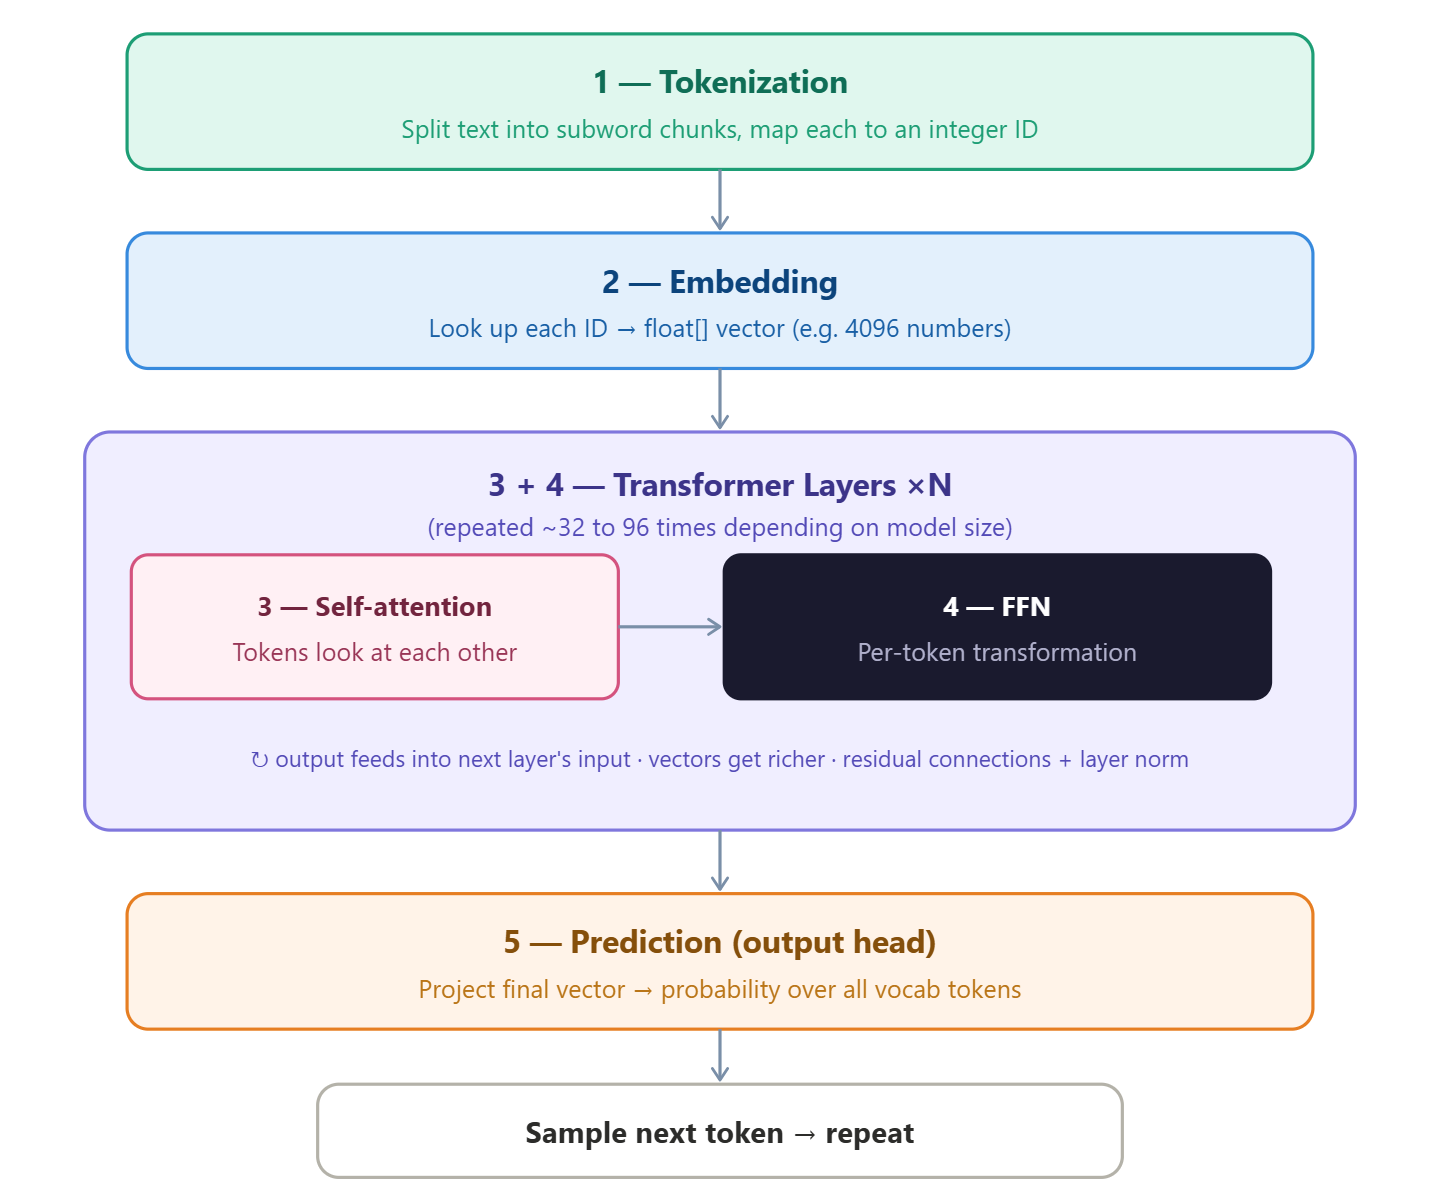 1 — Tokenization
Split text into subword chunks, map each to an integer ID
2 — Embedding
Look up each ID → float[] vector (e.g. 4096 numbers)
3 + 4 — Transformer Layers ×N
(repeated ~32 to 96 times depending on model size)
3 — Self-attention
Tokens look at each other
4 — FFN
Per-token transformation
↻ output feeds into next layer's input · vectors get richer · residual connections + layer norm
5 — Prediction (output head)
Project final vector → probability over all vocab tokens
Sample next token → repeat